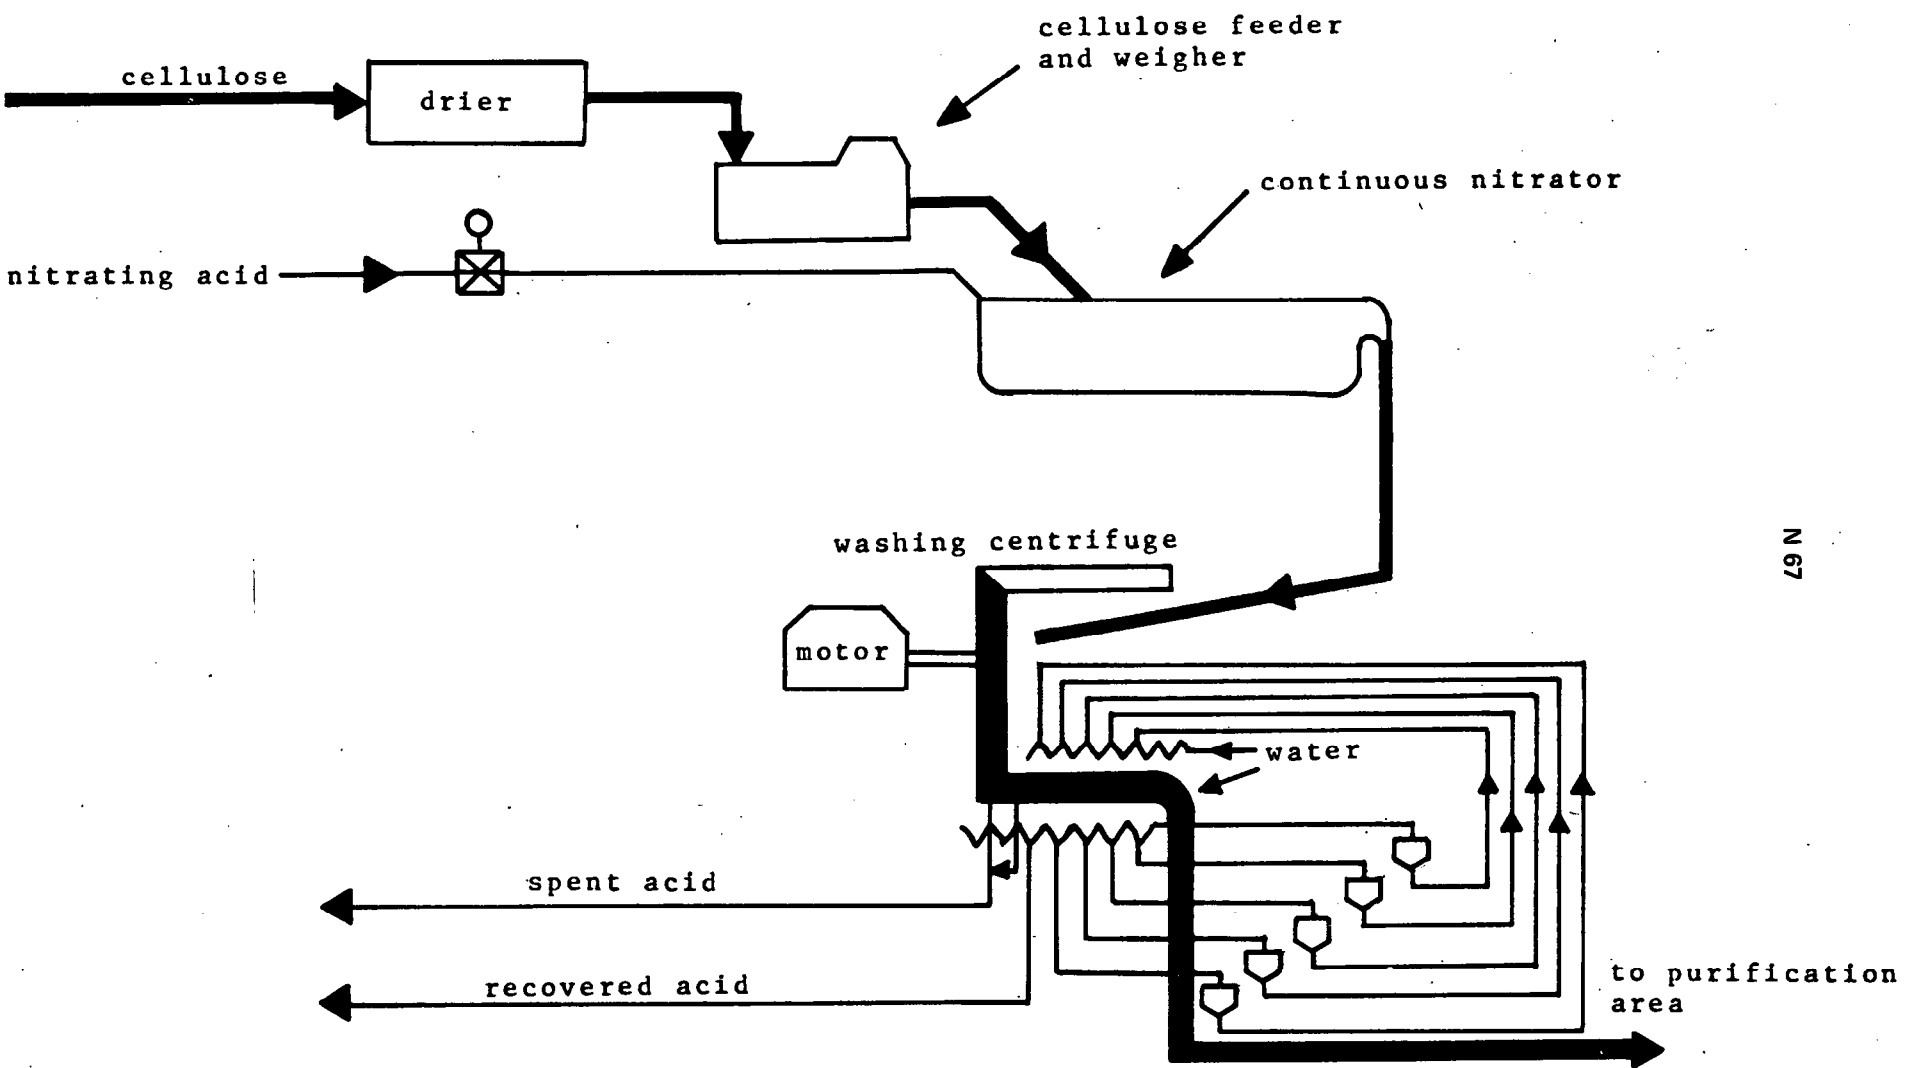 cellulose feeder
and weigher
cellulose
drier
continuous nitrator
nitrating acid
N 67
washing centrifuge
motor
water
spent acid
recovered acid
to purification
area